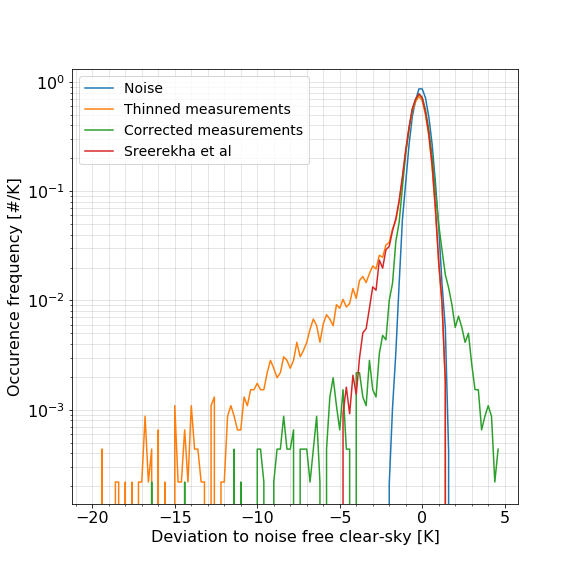 Noise
Thinned measurements
Corrected measurements
Sreerekha et al
10⁰
10⁻¹
10⁻²
10⁻³
Occurence frequency [#/K]
−20 −15 −10 −5 0 5
Deviation to noise free clear-sky [K]